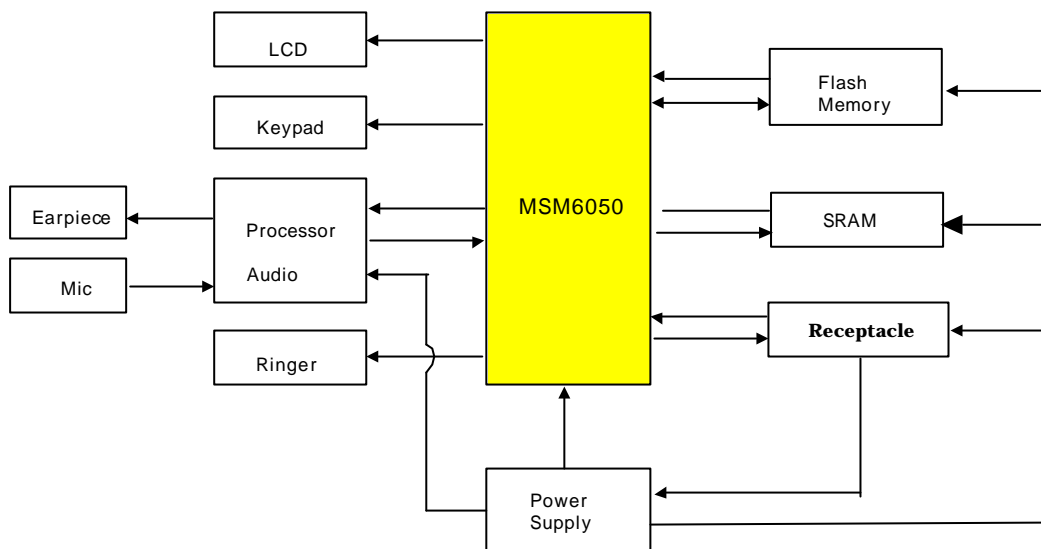 LCD
Keypad
Earpiece
Mic
Processor
Audio
Ringer
MSM6050
Flash
Memory
SRAM
Receptacle
Power
Supply